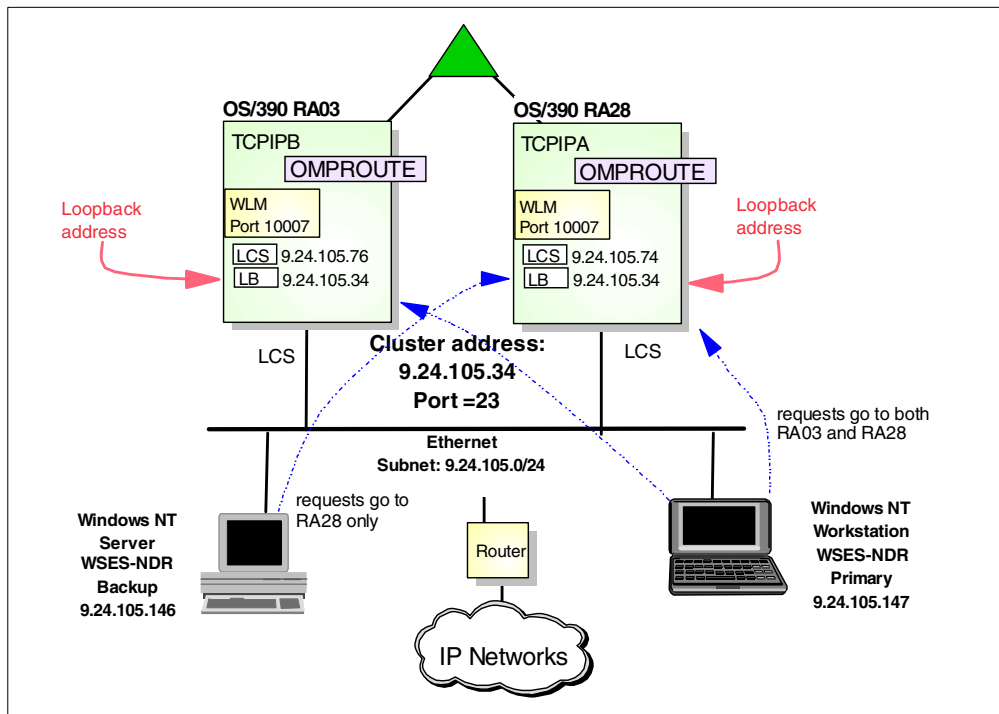 OS/390 RA03
OS/390 RA28
TCPIPB
OMPROUTE
WLM
Port 10007
LCS 9.24.105.76
LB 9.24.105.34
TCPIPA
OMPROUTE
WLM
Port 10007
LCS 9.24.105.74
LB 9.24.105.34
Loopback
address
Loopback
address
LCS
Cluster address:
9.24.105.34
Port =23
LCS
requests go to both
RA03 and RA28
Ethernet
Subnet: 9.24.105.0/24
requests go to
RA28 only
Windows NT
Server
WSES-NDR
Backup
9.24.105.146
Router
Windows NT
Workstation
WSES-NDR
Primary
9.24.105.147
IP Networks